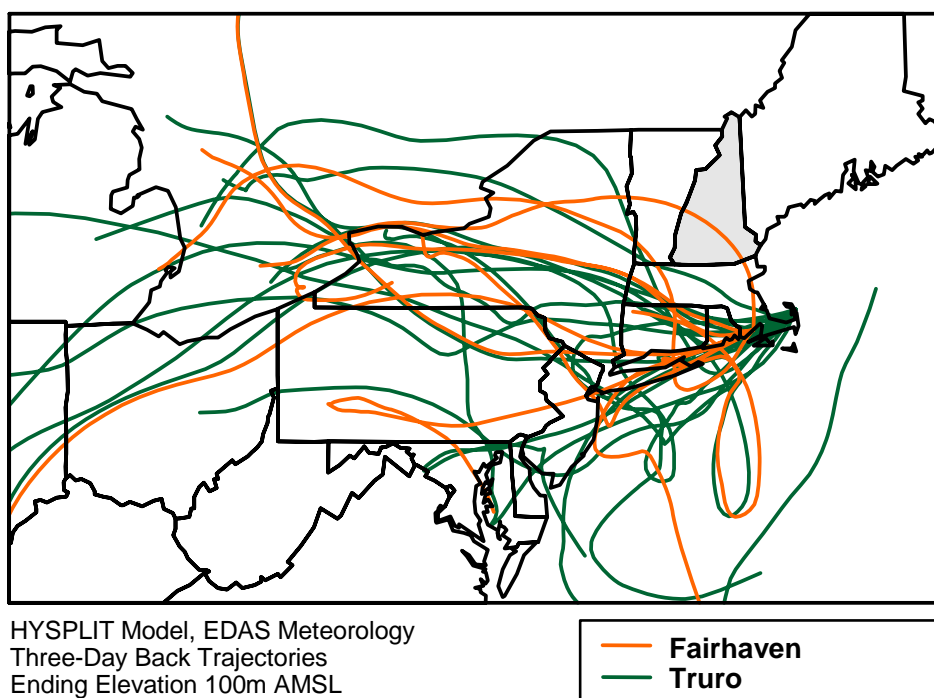 HYSPLIT Model, EDAS Meteorology
Three-Day Back Trajectories
Ending Elevation 100m AMSL
Fairhaven
Truro